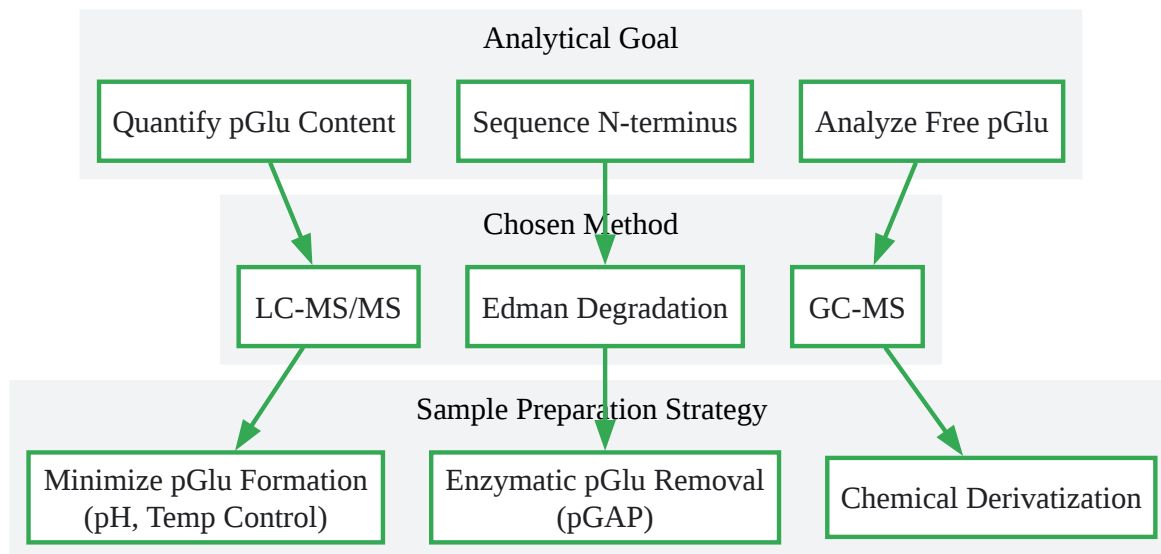 Analytical Goal
Quantify pGlu Content
Sequence N-terminus
Analyze Free pGlu
Chosen Method
LC-MS/MS
Edman Degradation
GC-MS
Sample Preparation Strategy
Minimize pGlu Formation
(pH, Temp Control)
Enzymatic pGlu Removal
(pGAP)
Chemical Derivatization